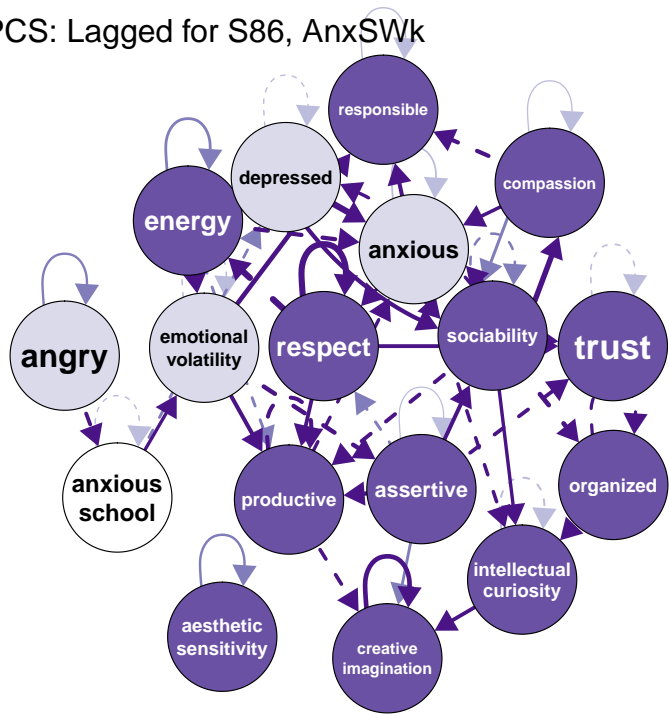 PCS: Lagged for S86, AnxSWk
responsible
depressed
compassion
energy
anxious
angry
emotional
volatility
respect
sociability
trust
anxious
school
productive
assertive
organized
intellectual
curiosity
aesthetic
sensitivity
creative
imagination